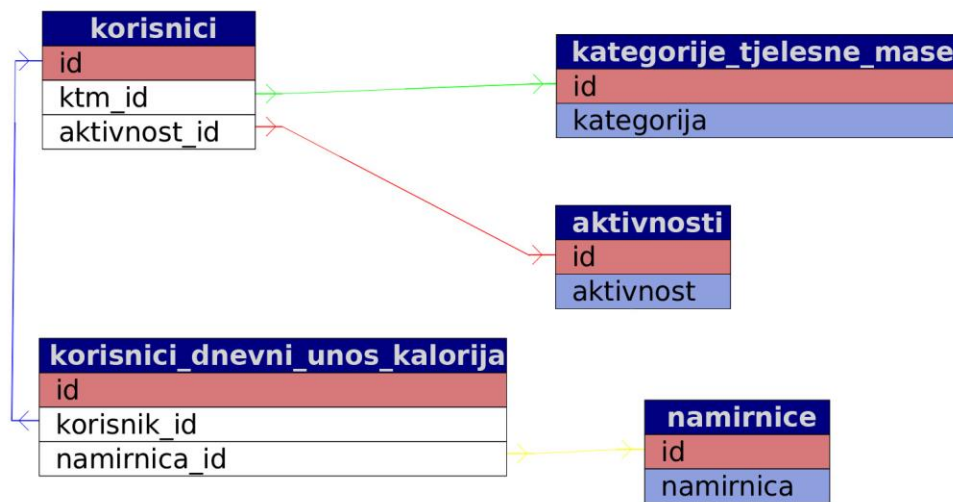 korisnici
id
ktm_id
aktivnost_id
kategorije_tjelesne_mase
id
kategorija
aktivnosti
id
aktivnost
korisnici_dnevni_unos_kalorija
id
korisnik_id
namirnica_id
namirnice
id
namirnica